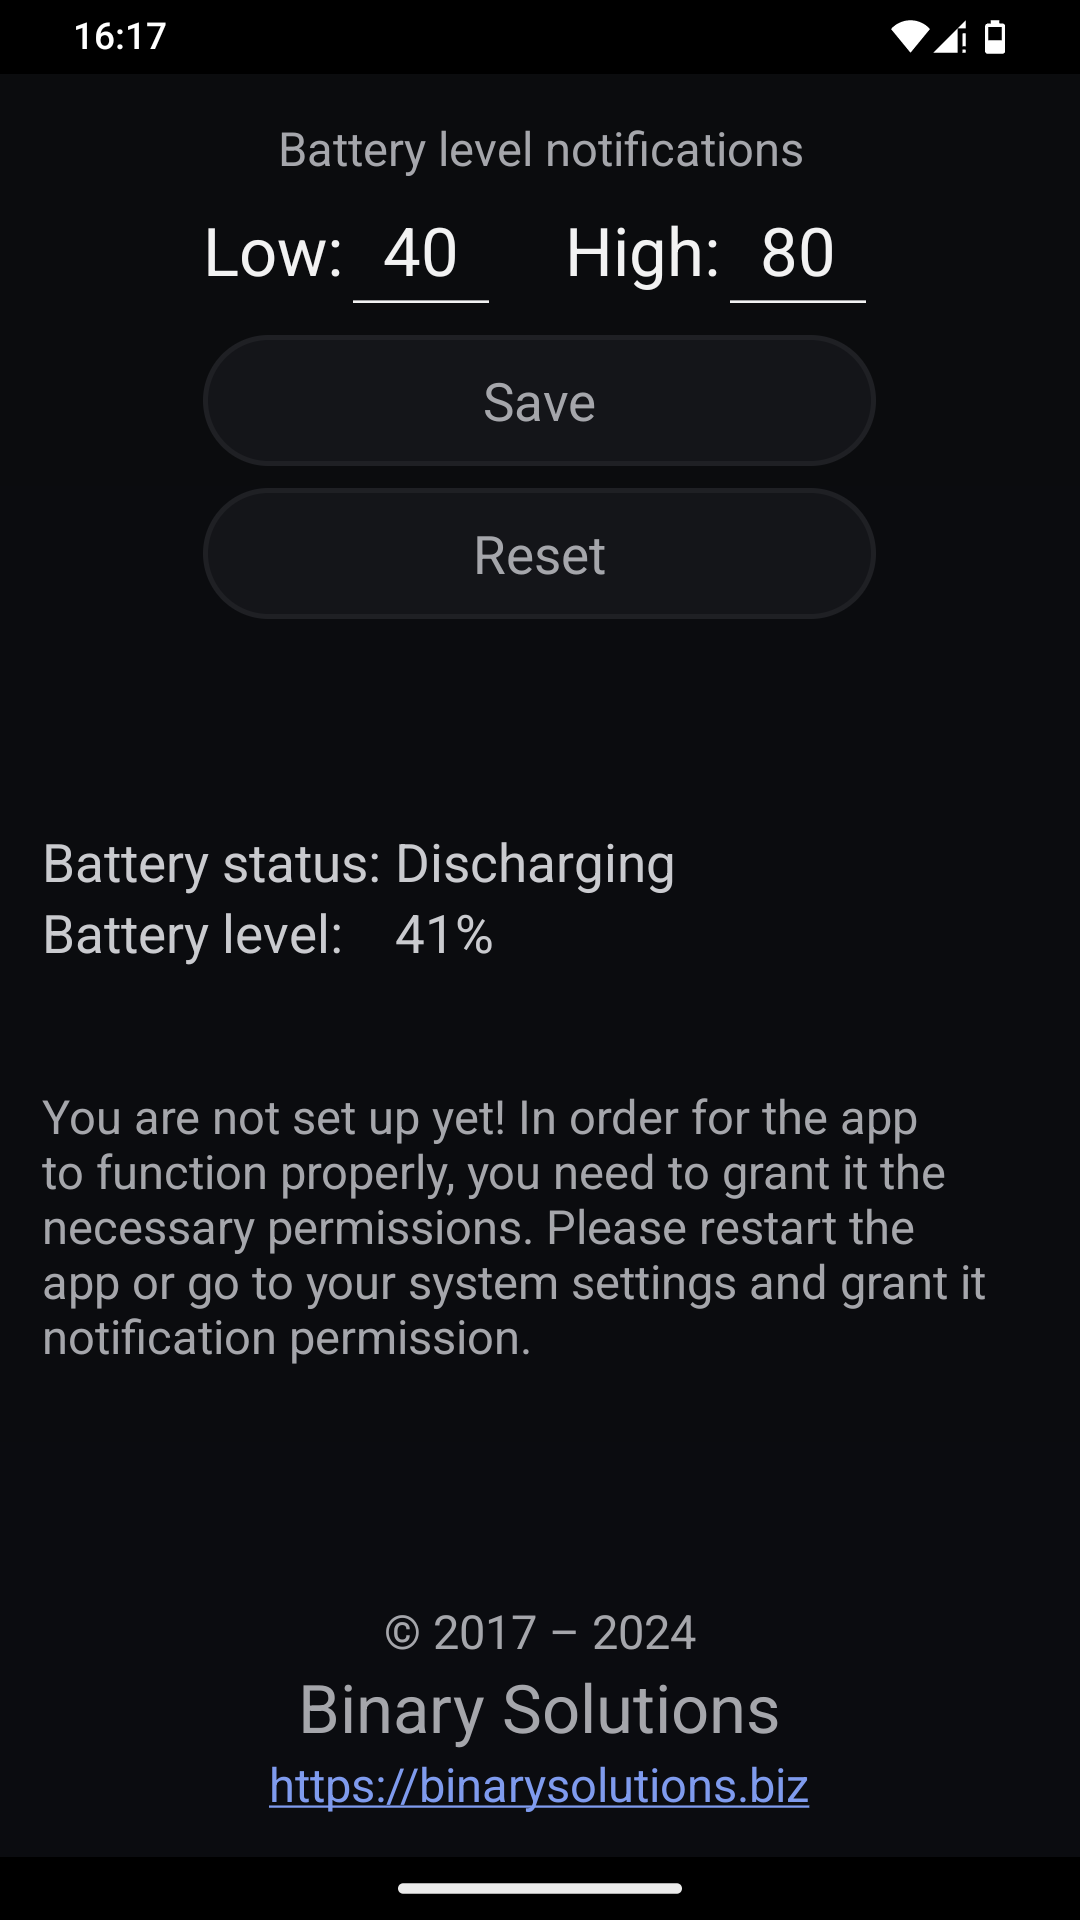 16:17
Battery level notifications
Low: 40 High: 80
Save
Reset
Battery status: Discharging
Battery level: 41%
You are not set up yet! In order for the app
to function properly, you need to grant it the
necessary permissions. Please restart the
app or go to your system settings and grant it
notification permission.
© 2017 – 2024
Binary Solutions
https://binarysolutions.biz